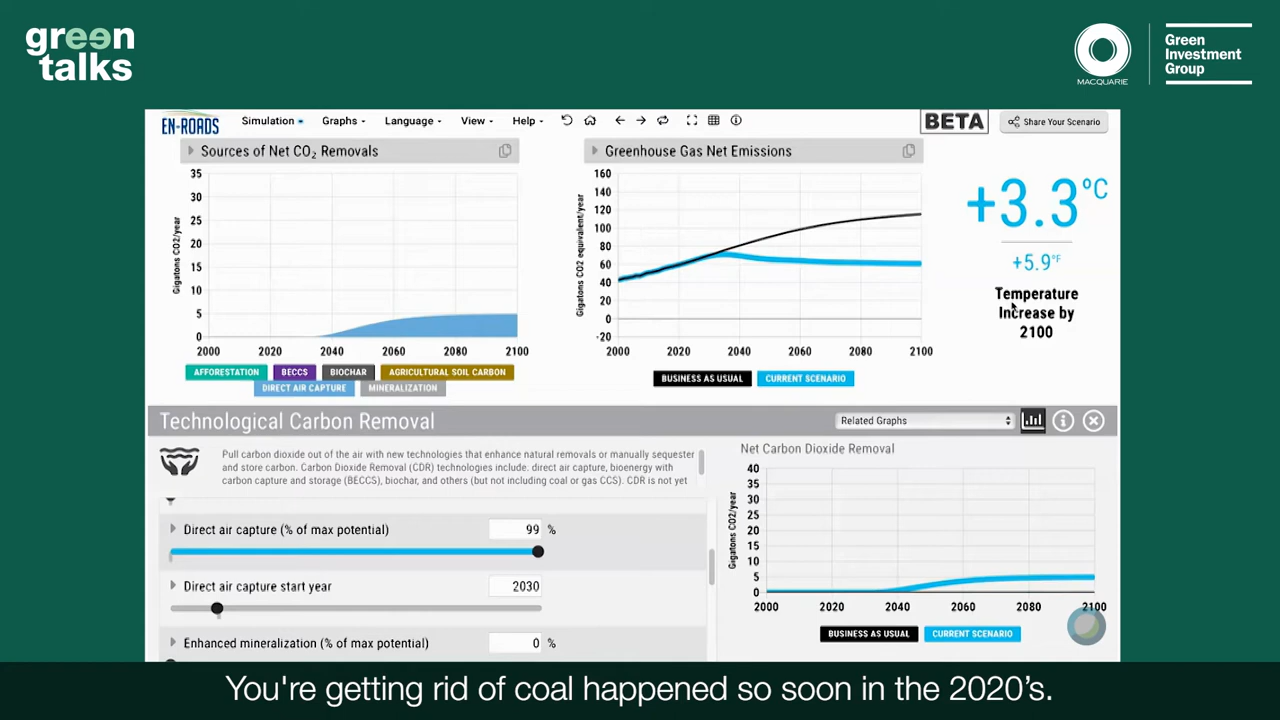 green
talks
MACQUARIE
Green
Investment
Group
EN-ROADS
Simulation
Graphs
Language
View
Help
BETA
Share Your Scenario
Sources of Net CO₂ Removals
Gigatons CO2/year
35
30
25
20
15
10
5
0
2000 2020 2040 2060 2080 2100
AFFORESTATION BECCS BIOCHAR AGRICULTURAL SOIL CARBON
DIRECT AIR CAPTURE MINERALIZATION
Greenhouse Gas Net Emissions
Gigatons CO2 equivalent/year
160
140
120
100
80
60
40
20
0
-20
2000 2020 2040 2060 2080 2100
BUSINESS AS USUAL CURRENT SCENARIO
+3.3°C
+5.9°F
Temperature
Increase by
2100
Technological Carbon Removal
Related Graphs
Pull carbon dioxide out of the air with new technologies that enhance natural removals or manually sequester
and store carbon. Carbon Dioxide Removal (CDR) technologies include. direct air capture, bioenergy with
carbon capture and storage (BECCS), biochar, and others (but not including coal or gas CCS). CDR is not yet
Direct air capture (% of max potential) 99 %
Direct air capture start year 2030
Enhanced mineralization (% of max potential) 0 %
Net Carbon Dioxide Removal
Gigatons CO2/year
40
35
30
25
20
15
10
5
0
2000 2020 2040 2060 2080 2100
BUSINESS AS USUAL CURRENT SCENARIO
You're getting rid of coal happened so soon in the 2020's.